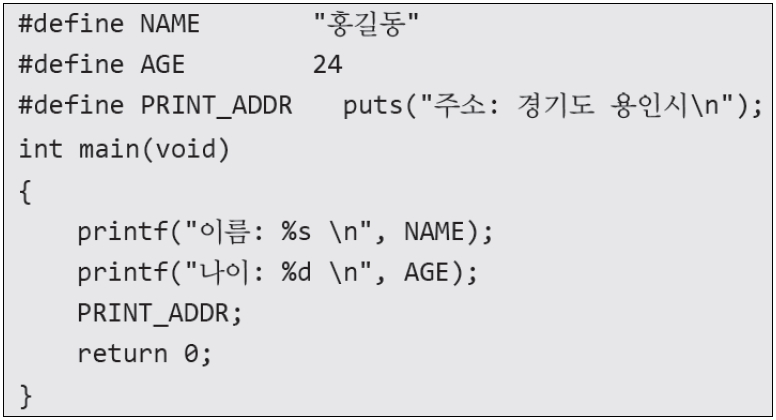 #define NAME "홍길동"
#define AGE 24
#define PRINT_ADDR puts("주소: 경기도 용인시\n");
int main(void)
{
printf("이름: %s \n", NAME);
printf("나이: %d \n", AGE);
PRINT_ADDR;
return 0;
}